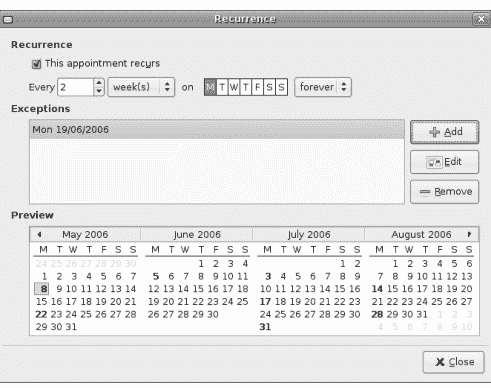 Recurrence
Recurrence
This appointment recurs
Every 2 week(s) on M T W T F S S forever
Exceptions
Mon 19/06/2006
Add
Edit
Remove
Preview
May 2006 June 2006 July 2006 August 2006
M T W T F S S M T W T F S S M T W T F S S M T W T F S S
24 25 26 27 28 29 30 1 2 3 4 1 2 1 2 3 4 5 6
1 2 3 4 5 6 7 5 6 7 8 9 10 11 3 4 5 6 7 8 9 7 8 9 10 11 12 13
8 9 10 11 12 13 14 12 13 14 15 16 17 18 10 11 12 13 14 15 16 14 15 16 17 18 19 20
15 16 17 18 19 20 21 19 20 21 22 23 24 25 17 18 19 20 21 22 23 21 22 23 24 25 26 27
22 23 24 25 26 27 28 26 27 28 29 30 24 25 26 27 28 29 30 28 29 30 31 1 2 3
29 30 31 31 4 5 6 7 8 9 10
Close